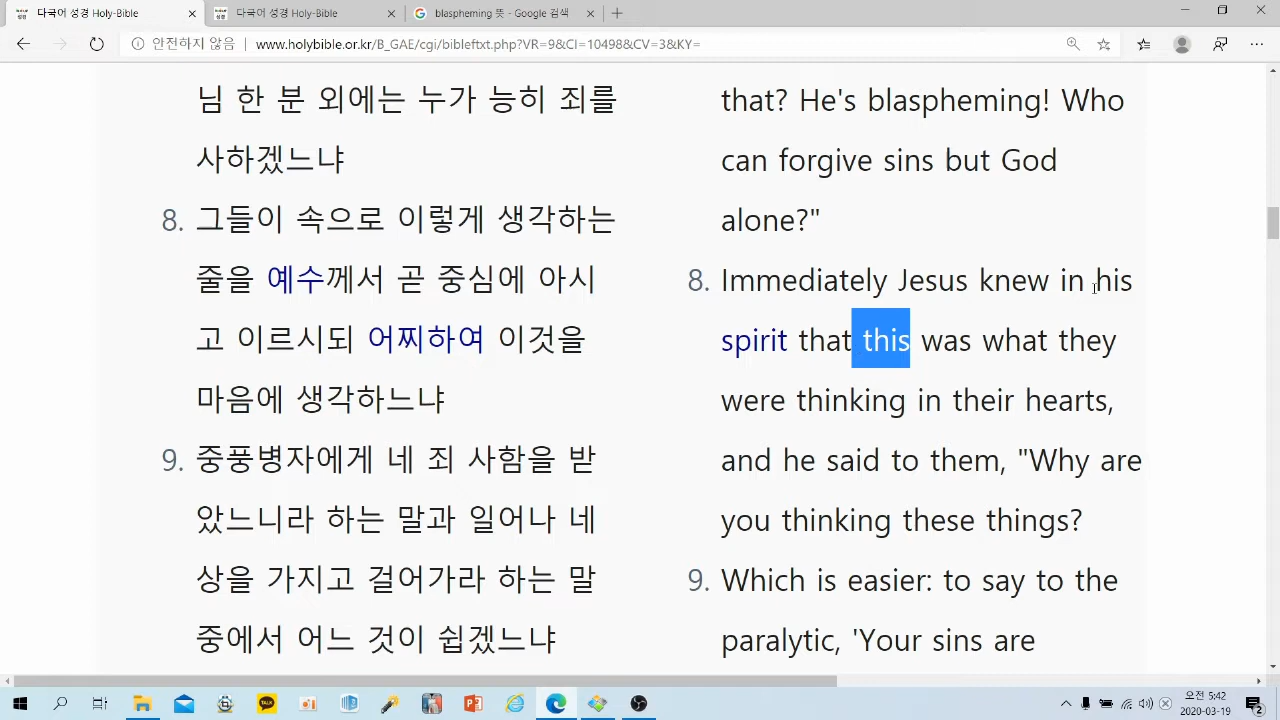 다국어 성경 Holy-Bible
다국어 성경 Holy-Bible
blaspheming 뜻 - Google 검색
안전하지 않음
www.holybible.or.kr/B_GAE/cgi/bibleftxt.php?VR=9&CI=10498&CV=3&KY=
님 한 분 외에는 누가 능히 죄를
사하겠느냐
8. 그들이 속으로 이렇게 생각하는
줄을 예수께서 곧 중심에 아시
고 이르시되 어찌하여 이것을
마음에 생각하느냐
9. 중풍병자에게 네 죄 사함을 받
았느니라 하는 말과 일어나 네
상을 가지고 걸어가라 하는 말
중에서 어느 것이 쉽겠느냐
that? He's blaspheming! Who
can forgive sins but God
alone?"
8. Immediately Jesus knew in his
spirit that this was what they
were thinking in their hearts,
and he said to them, "Why are
you thinking these things?
9. Which is easier: to say to the
paralytic, 'Your sins are
TALK
오전 5:42
2020-03-19
2